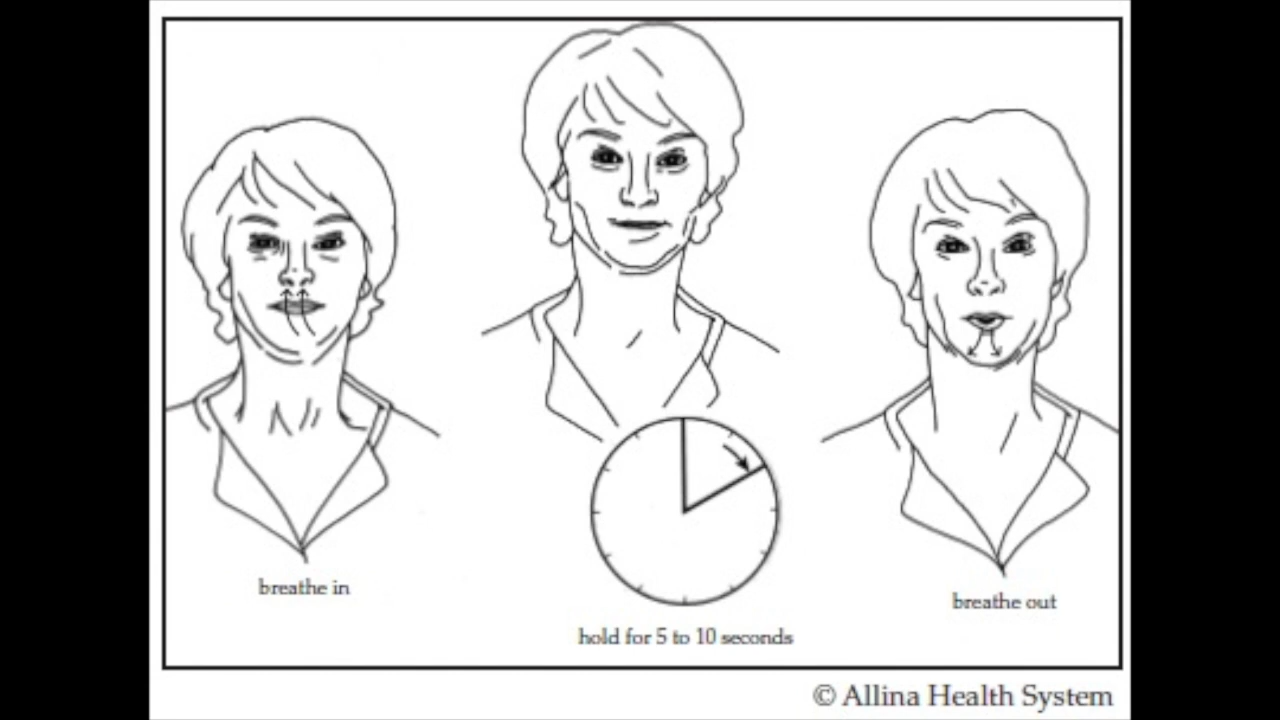 breathe in
hold for 5 to 10 seconds
breathe out
© Allina Health System